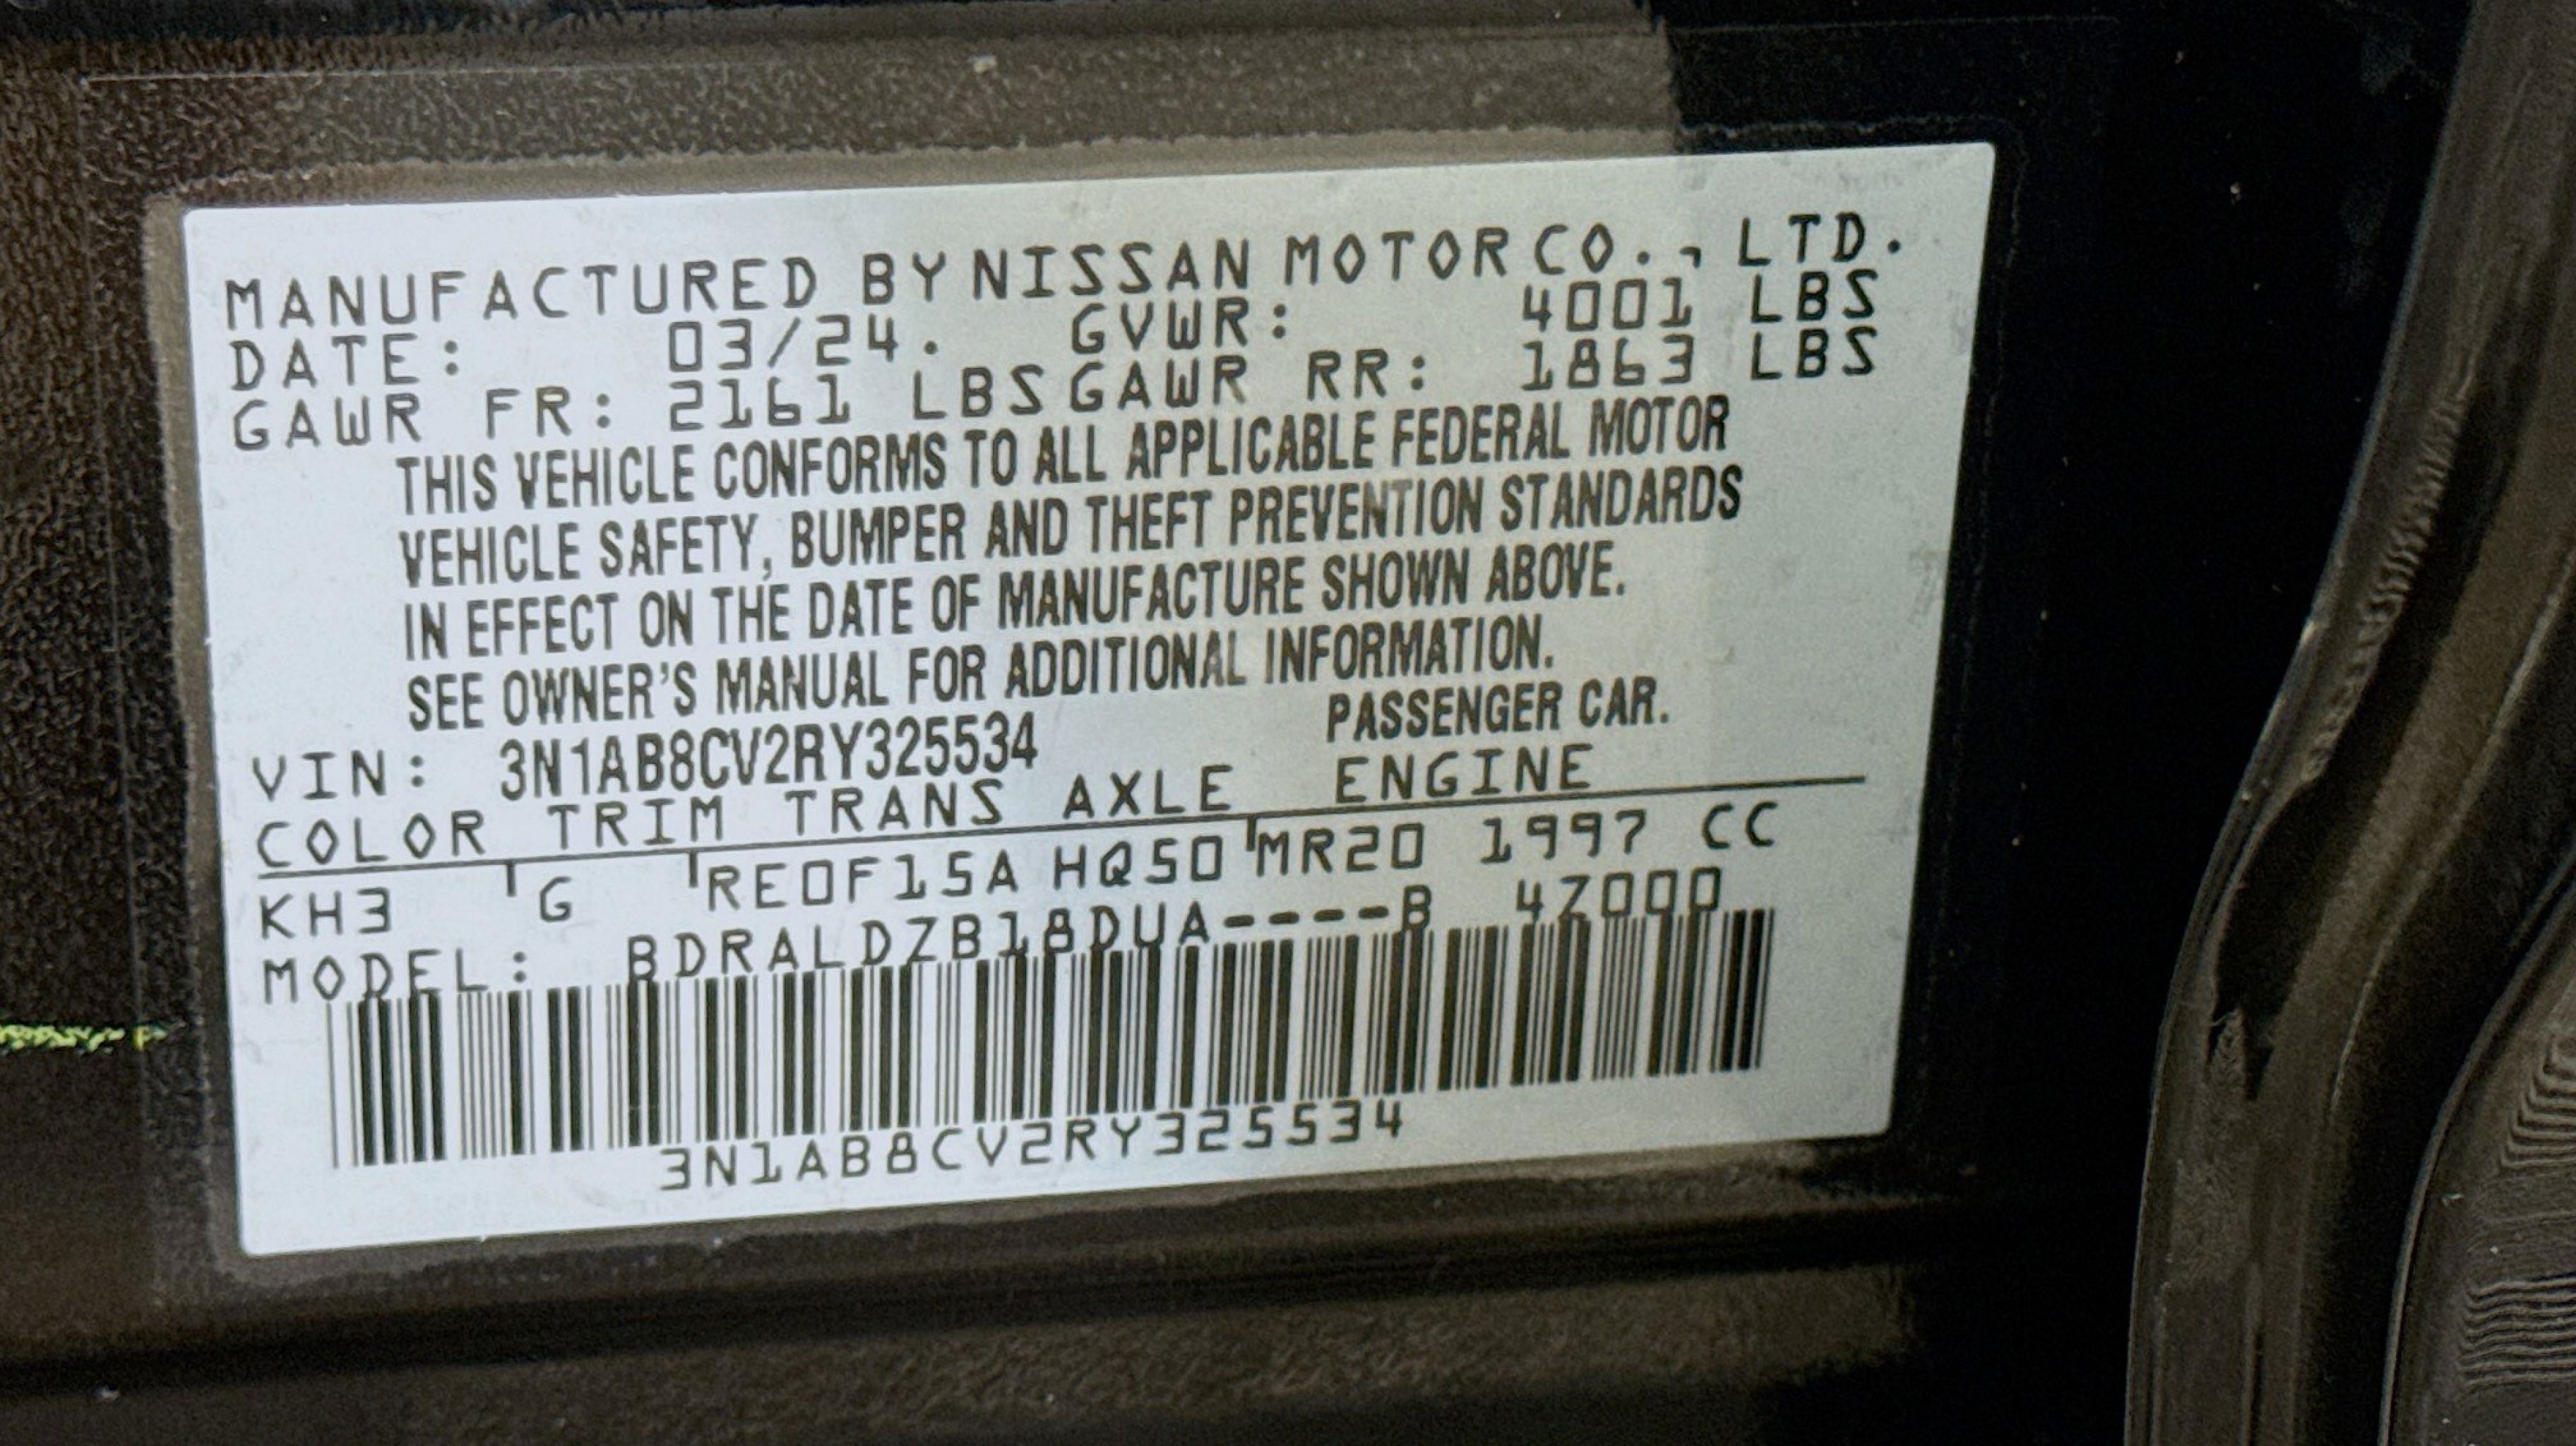 MANUFACTURED BY NISSAN MOTOR CO., LTD.
DATE: 03/24. GVWR: 4001 LBS
GAWR FR: 2161 LBS GAWR RR: 1863 LBS
THIS VEHICLE CONFORMS TO ALL APPLICABLE FEDERAL MOTOR
VEHICLE SAFETY, BUMPER AND THEFT PREVENTION STANDARDS
IN EFFECT ON THE DATE OF MANUFACTURE SHOWN ABOVE.
SEE OWNER'S MANUAL FOR ADDITIONAL INFORMATION.
VIN: 3N1AB8CV2RY325534 PASSENGER CAR.
COLOR TRIM TRANS AXLE ENGINE
KH3 G RE0F15A HQ50 MR20 1997 CC
MODEL: BDRALDZB18DUA----B 4Z000
3N1AB8CV2RY325534